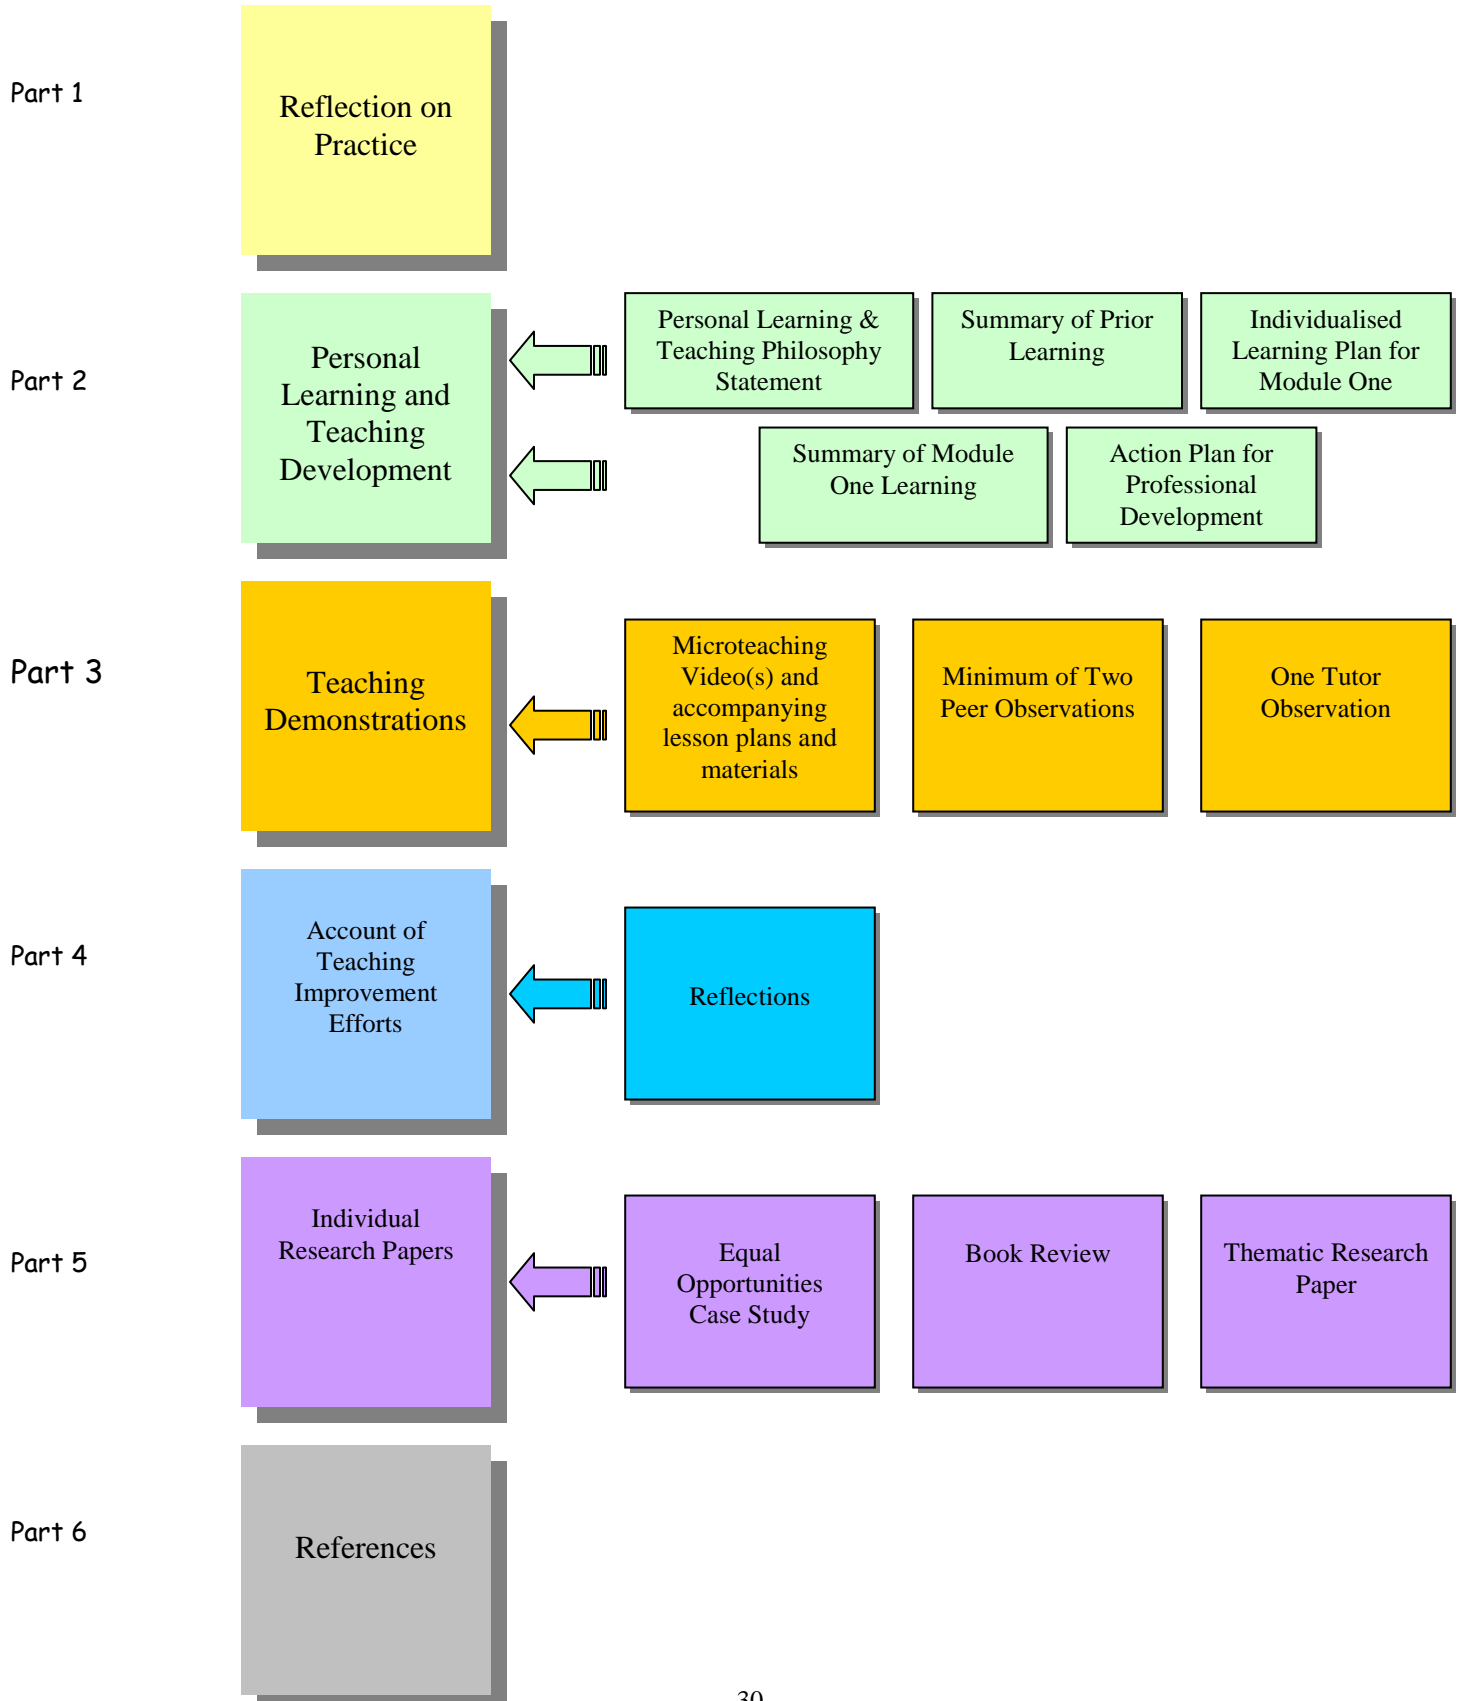 Part 1
Reflection on
Practice
Part 2
Personal
Learning and
Teaching
Development
Personal Learning &
Teaching Philosophy
Statement
Summary of Prior
Learning
Individualised
Learning Plan for
Module One
Summary of Module
One Learning
Action Plan for
Professional
Development
Part 3
Teaching
Demonstrations
Microteaching
Video(s) and
accompanying
lesson plans and
materials
Minimum of Two
Peer Observations
One Tutor
Observation
Part 4
Account of
Teaching
Improvement
Efforts
Reflections
Part 5
Individual
Research Papers
Equal
Opportunities
Case Study
Book Review
Thematic Research
Paper
Part 6
References
30